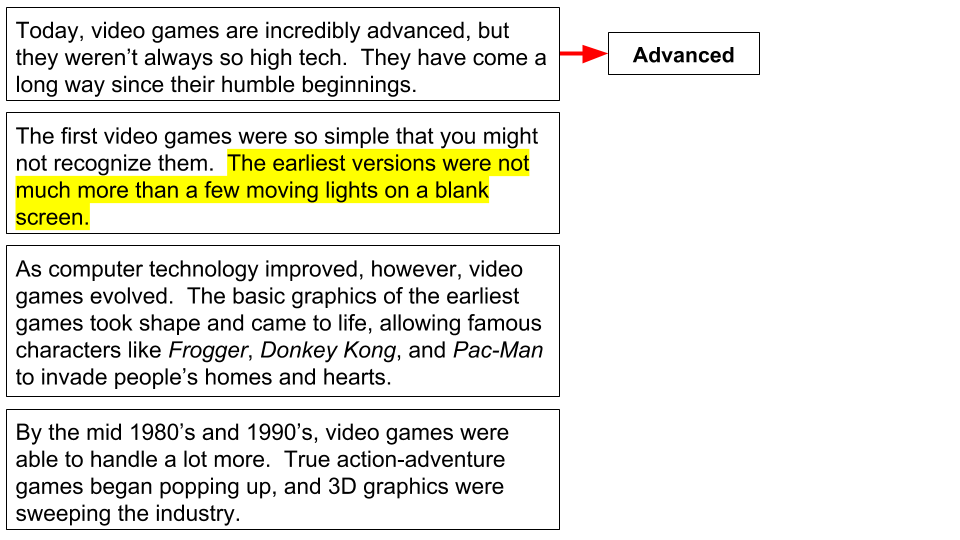 Today, video games are incredibly advanced, but
they weren’t always so high tech.  They have come a
long way since their humble beginnings.
Advanced
The first video games were so simple that you might
not recognize them.  The earliest versions were not
much more than a few moving lights on a blank
screen.
As computer technology improved, however, video
games evolved.  The basic graphics of the earliest
games took shape and came to life, allowing famous
characters like Frogger, Donkey Kong, and Pac-Man
to invade people’s homes and hearts.
By the mid 1980’s and 1990’s, video games were
able to handle a lot more.  True action-adventure
games began popping up, and 3D graphics were
sweeping the industry.